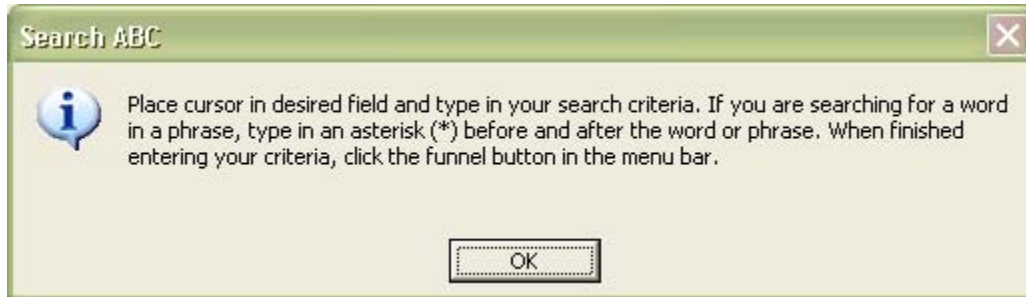 Search ABC
Place cursor in desired field and type in your search criteria. If you are searching for a word
in a phrase, type in an asterisk (*) before and after the word or phrase. When finished
entering your criteria, click the funnel button in the menu bar.
OK